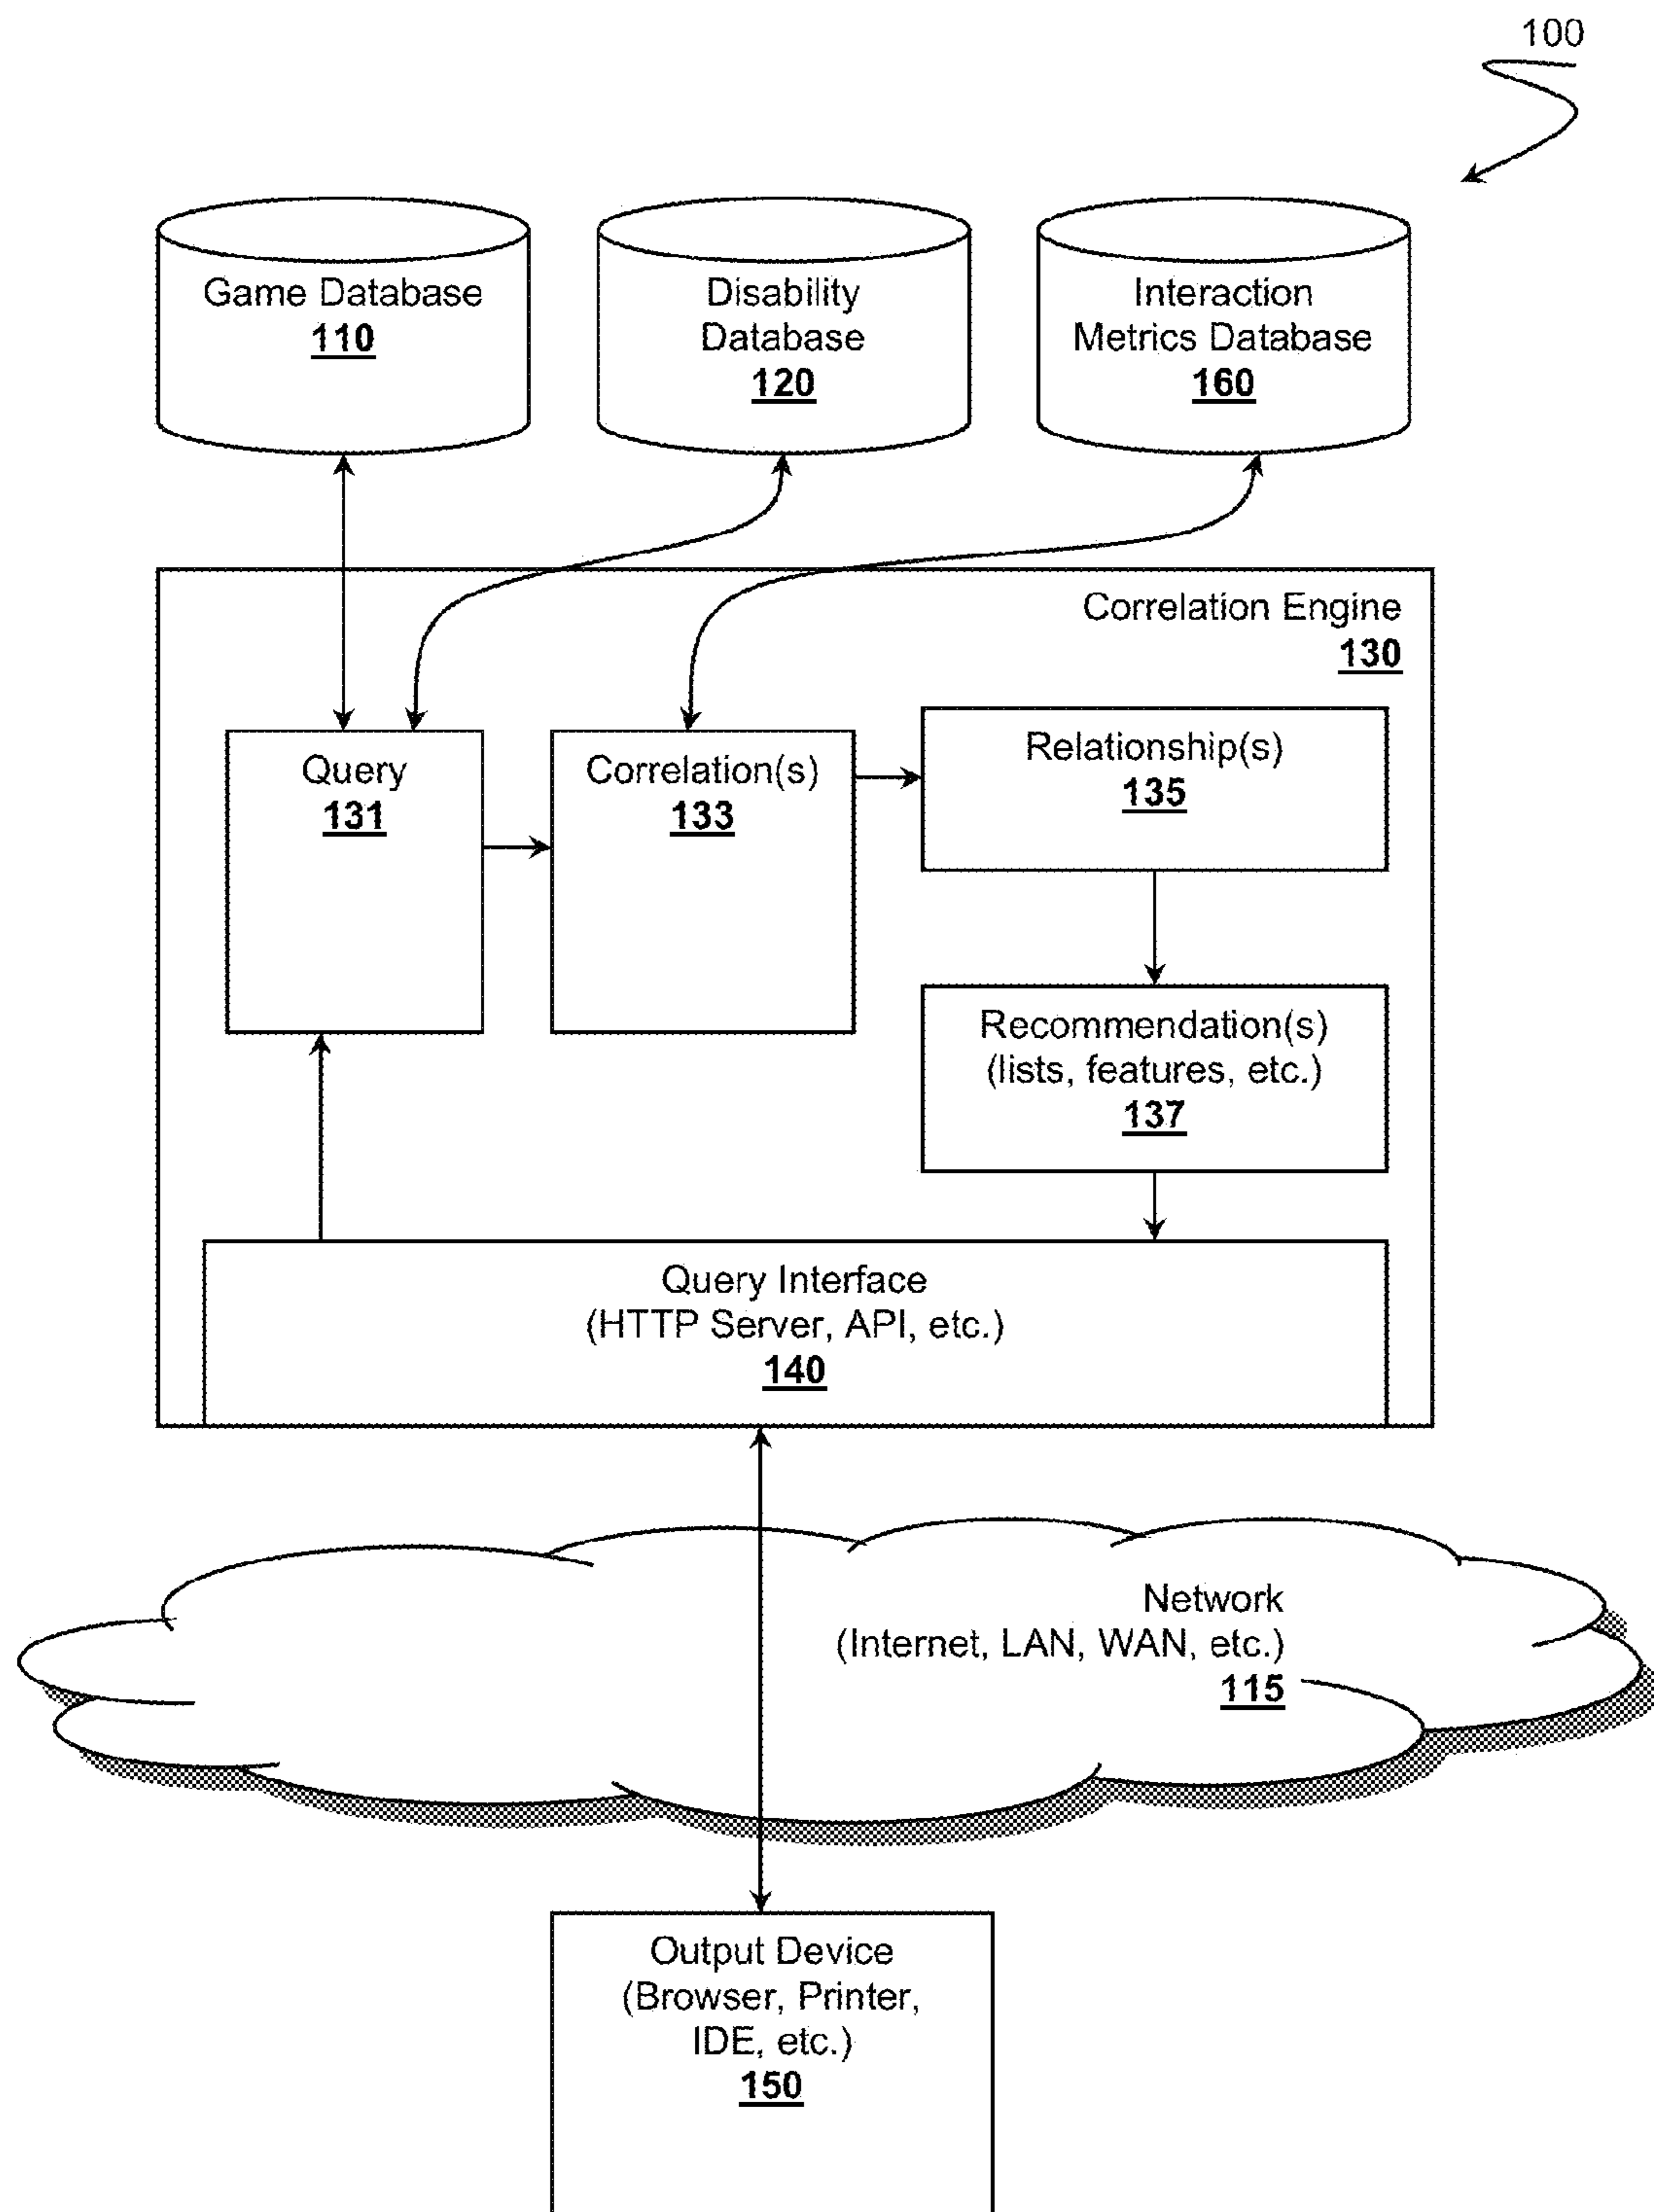 100
Game Database
110
Disability
Database
120
Interaction
Metrics Database
160
Correlation Engine
130
Query
131
Correlation(s)
133
Relationship(s)
135
Recommendation(s)
(lists, features, etc.)
137
Query Interface
(HTTP Server, API, etc.)
140
Network
(Internet, LAN, WAN, etc.)
115
Output Device
(Browser, Printer,
IDE, etc.)
150